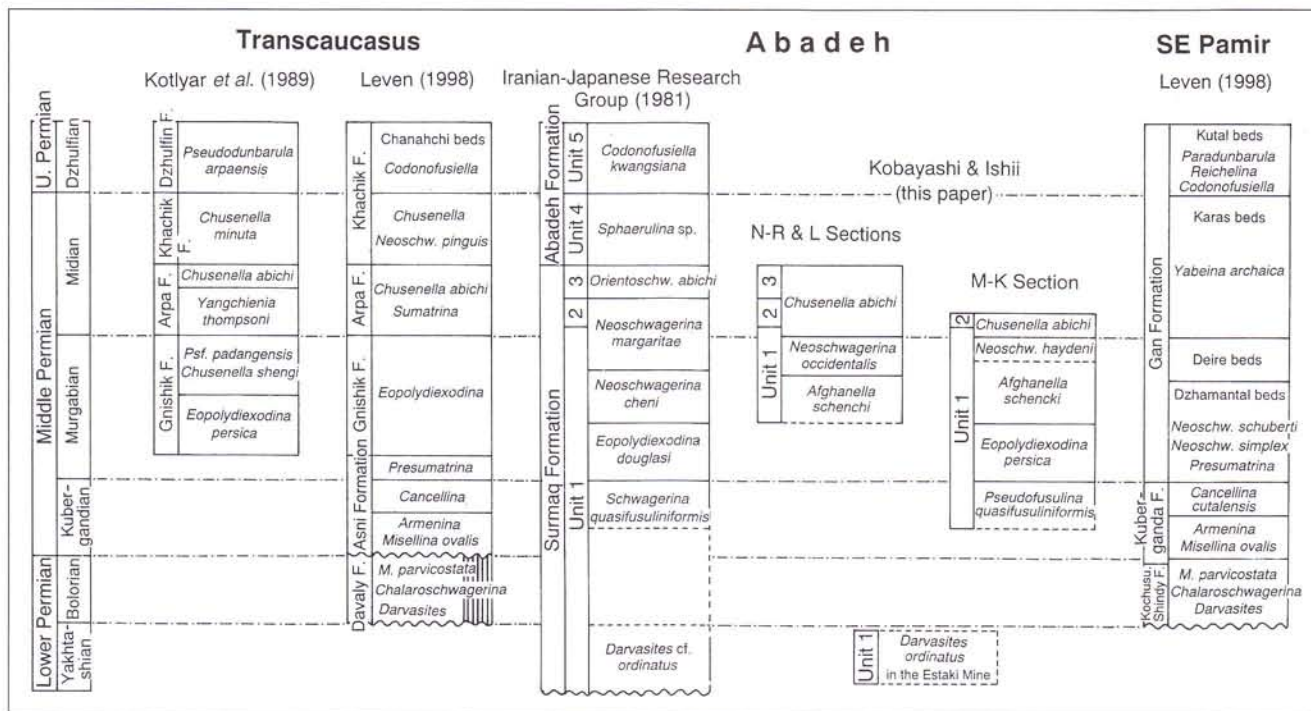 Transcaucasus
Abadeh
SE Pamir
Kotlyar et al. (1989)
Leven (1998)
Iranian-Japanese Research
Group (1981)
Leven (1998)
Kobayashi & Ishii
(this paper)
N-R & L Sections
M-K Section
U. Permian
Middle Permian
Lower Permian
Dzhulfian
Midian
Murgabian
Kuber-
gandian
Bolorian
Yakhta-
shian
Dzhulfin F.
Khachik
F.
Arpa F.
Gnishik F.
Pseudodunbarula
arpaensis
Chusenella
minuta
Chusenella abichi
Yangchienia
thompsoni
Psf. padangensis
Chusenella shengi
Eopolydiexodina
persica
Khachik F.
Arpa F.
Gnishik F.
Asni Formation
Davaly F.
Chanahchi beds
Codonofusiella
Chusenella
Neoschw. pinguis
Chusenella abichi
Sumatrina
Eopolydiexodina
Presumatrina
Cancellina
Armenina
Misellina ovalis
M. parvicostata
Chalaroschwagerina
Darvasites
Abadeh Formation
Surmaq Formation
Unit 5
Unit 4
3
2
Unit 1
Codonofusiella
kwangsiana
Sphaerulina sp.
Orientoschw. abichi
Neoschwagerina
margaritae
Neoschwagerina
cheni
Eopolydiexodina
douglasi
Schwagerina
quasifusuliniformis
Darvasites cf.
ordinatus
3
2
Unit 1
Chusenella abichi
Neoschwagerina
occidentalis
Afghanella
schenchi
2
Unit 1
Chusenella abichi
Neoschw. haydeni
Afghanella
schencki
Eopolydiexodina
persica
Pseudofusulina
quasifusuliniformis
Unit 1
Darvasites
ordinatus
in the Estaki Mine
Gan Formation
Kuber-
ganda F.
Kochusu.
Shindy F.
Kutal beds
Paradunbarula
Reichelina
Codonofusiella
Karas beds
Yabeina archaica
Deire beds
Dzhamantal beds
Neoschw. schuberti
Neoschw. simplex
Presumatrina
Cancellina
cutalensis
Armenina
Misellina ovalis
M. parvicostata
Chalaroschwagerina
Darvasites